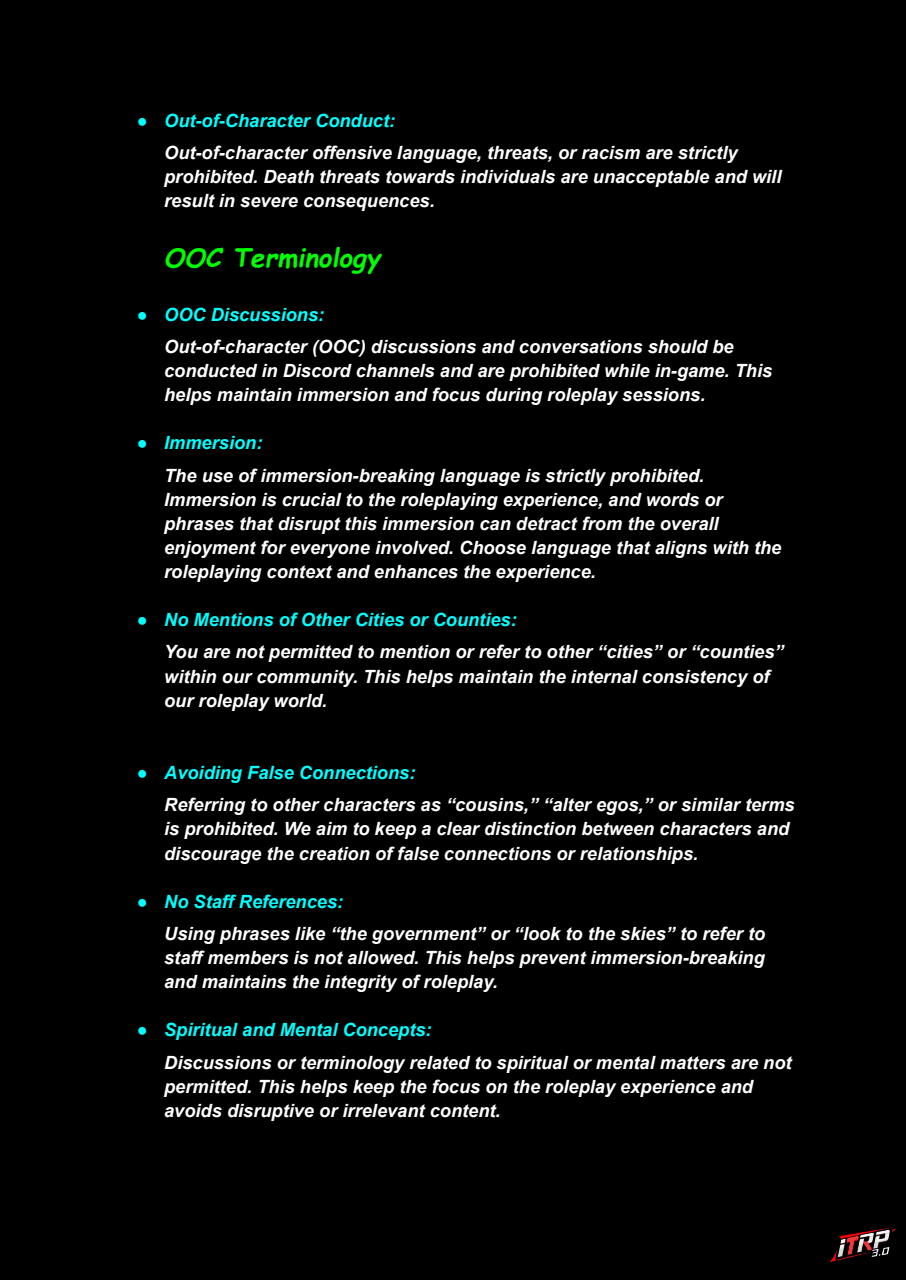 ● Out-of-Character Conduct:
Out-of-character offensive language, threats, or racism are strictly
prohibited. Death threats towards individuals are unacceptable and will
result in severe consequences.
OOC Terminology
● OOC Discussions:
Out-of-character (OOC) discussions and conversations should be
conducted in Discord channels and are prohibited while in-game. This
helps maintain immersion and focus during roleplay sessions.
● Immersion:
The use of immersion-breaking language is strictly prohibited.
Immersion is crucial to the roleplaying experience, and words or
phrases that disrupt this immersion can detract from the overall
enjoyment for everyone involved. Choose language that aligns with the
roleplaying context and enhances the experience.
● No Mentions of Other Cities or Counties:
You are not permitted to mention or refer to other “cities” or “counties”
within our community. This helps maintain the internal consistency of
our roleplay world.
● Avoiding False Connections:
Referring to other characters as “cousins,” “alter egos,” or similar terms
is prohibited. We aim to keep a clear distinction between characters and
discourage the creation of false connections or relationships.
● No Staff References:
Using phrases like “the government” or “look to the skies” to refer to
staff members is not allowed. This helps prevent immersion-breaking
and maintains the integrity of roleplay.
● Spiritual and Mental Concepts:
Discussions or terminology related to spiritual or mental matters are not
permitted. This helps keep the focus on the roleplay experience and
avoids disruptive or irrelevant content.
iTRP
3.0